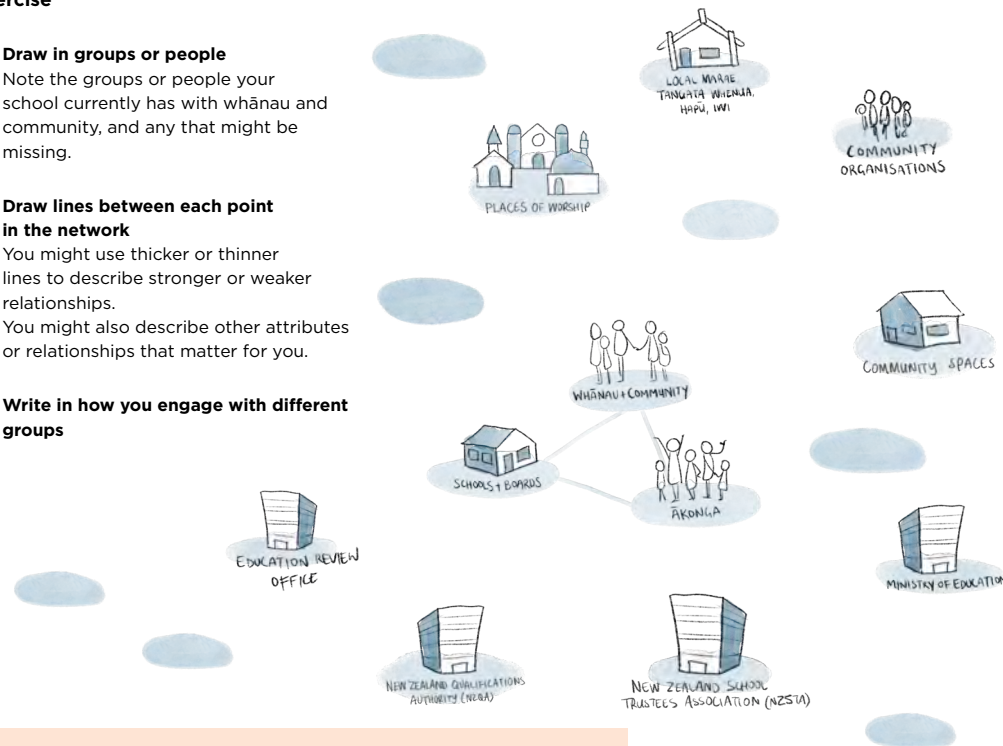 Draw in groups or people
Note the groups or people your
school currently has with whānau and
community, and any that might be
missing.
Draw lines between each point
in the network
You might use thicker or thinner
lines to describe stronger or weaker
relationships.
You might also describe other attributes
or relationships that matter for you.
Write in how you engage with different
groups
LOCAL MARAE
TANGATA WHENUA,
HAPŪ, IWI
COMMUNITY
ORGANISATIONS
PLACES OF WORSHIP
COMMUNITY SPACES
WHĀNAU + COMMUNITY
SCHOOLS + BOARDS
ĀKONGA
EDUCATION REVIEW
OFFICE
MINISTRY OF EDUCATION
NEW ZEALAND QUALIFICATIONS
AUTHORITY (NZQA)
NEW ZEALAND SCHOOL
TRUSTEES ASSOCIATION (NZSTA)